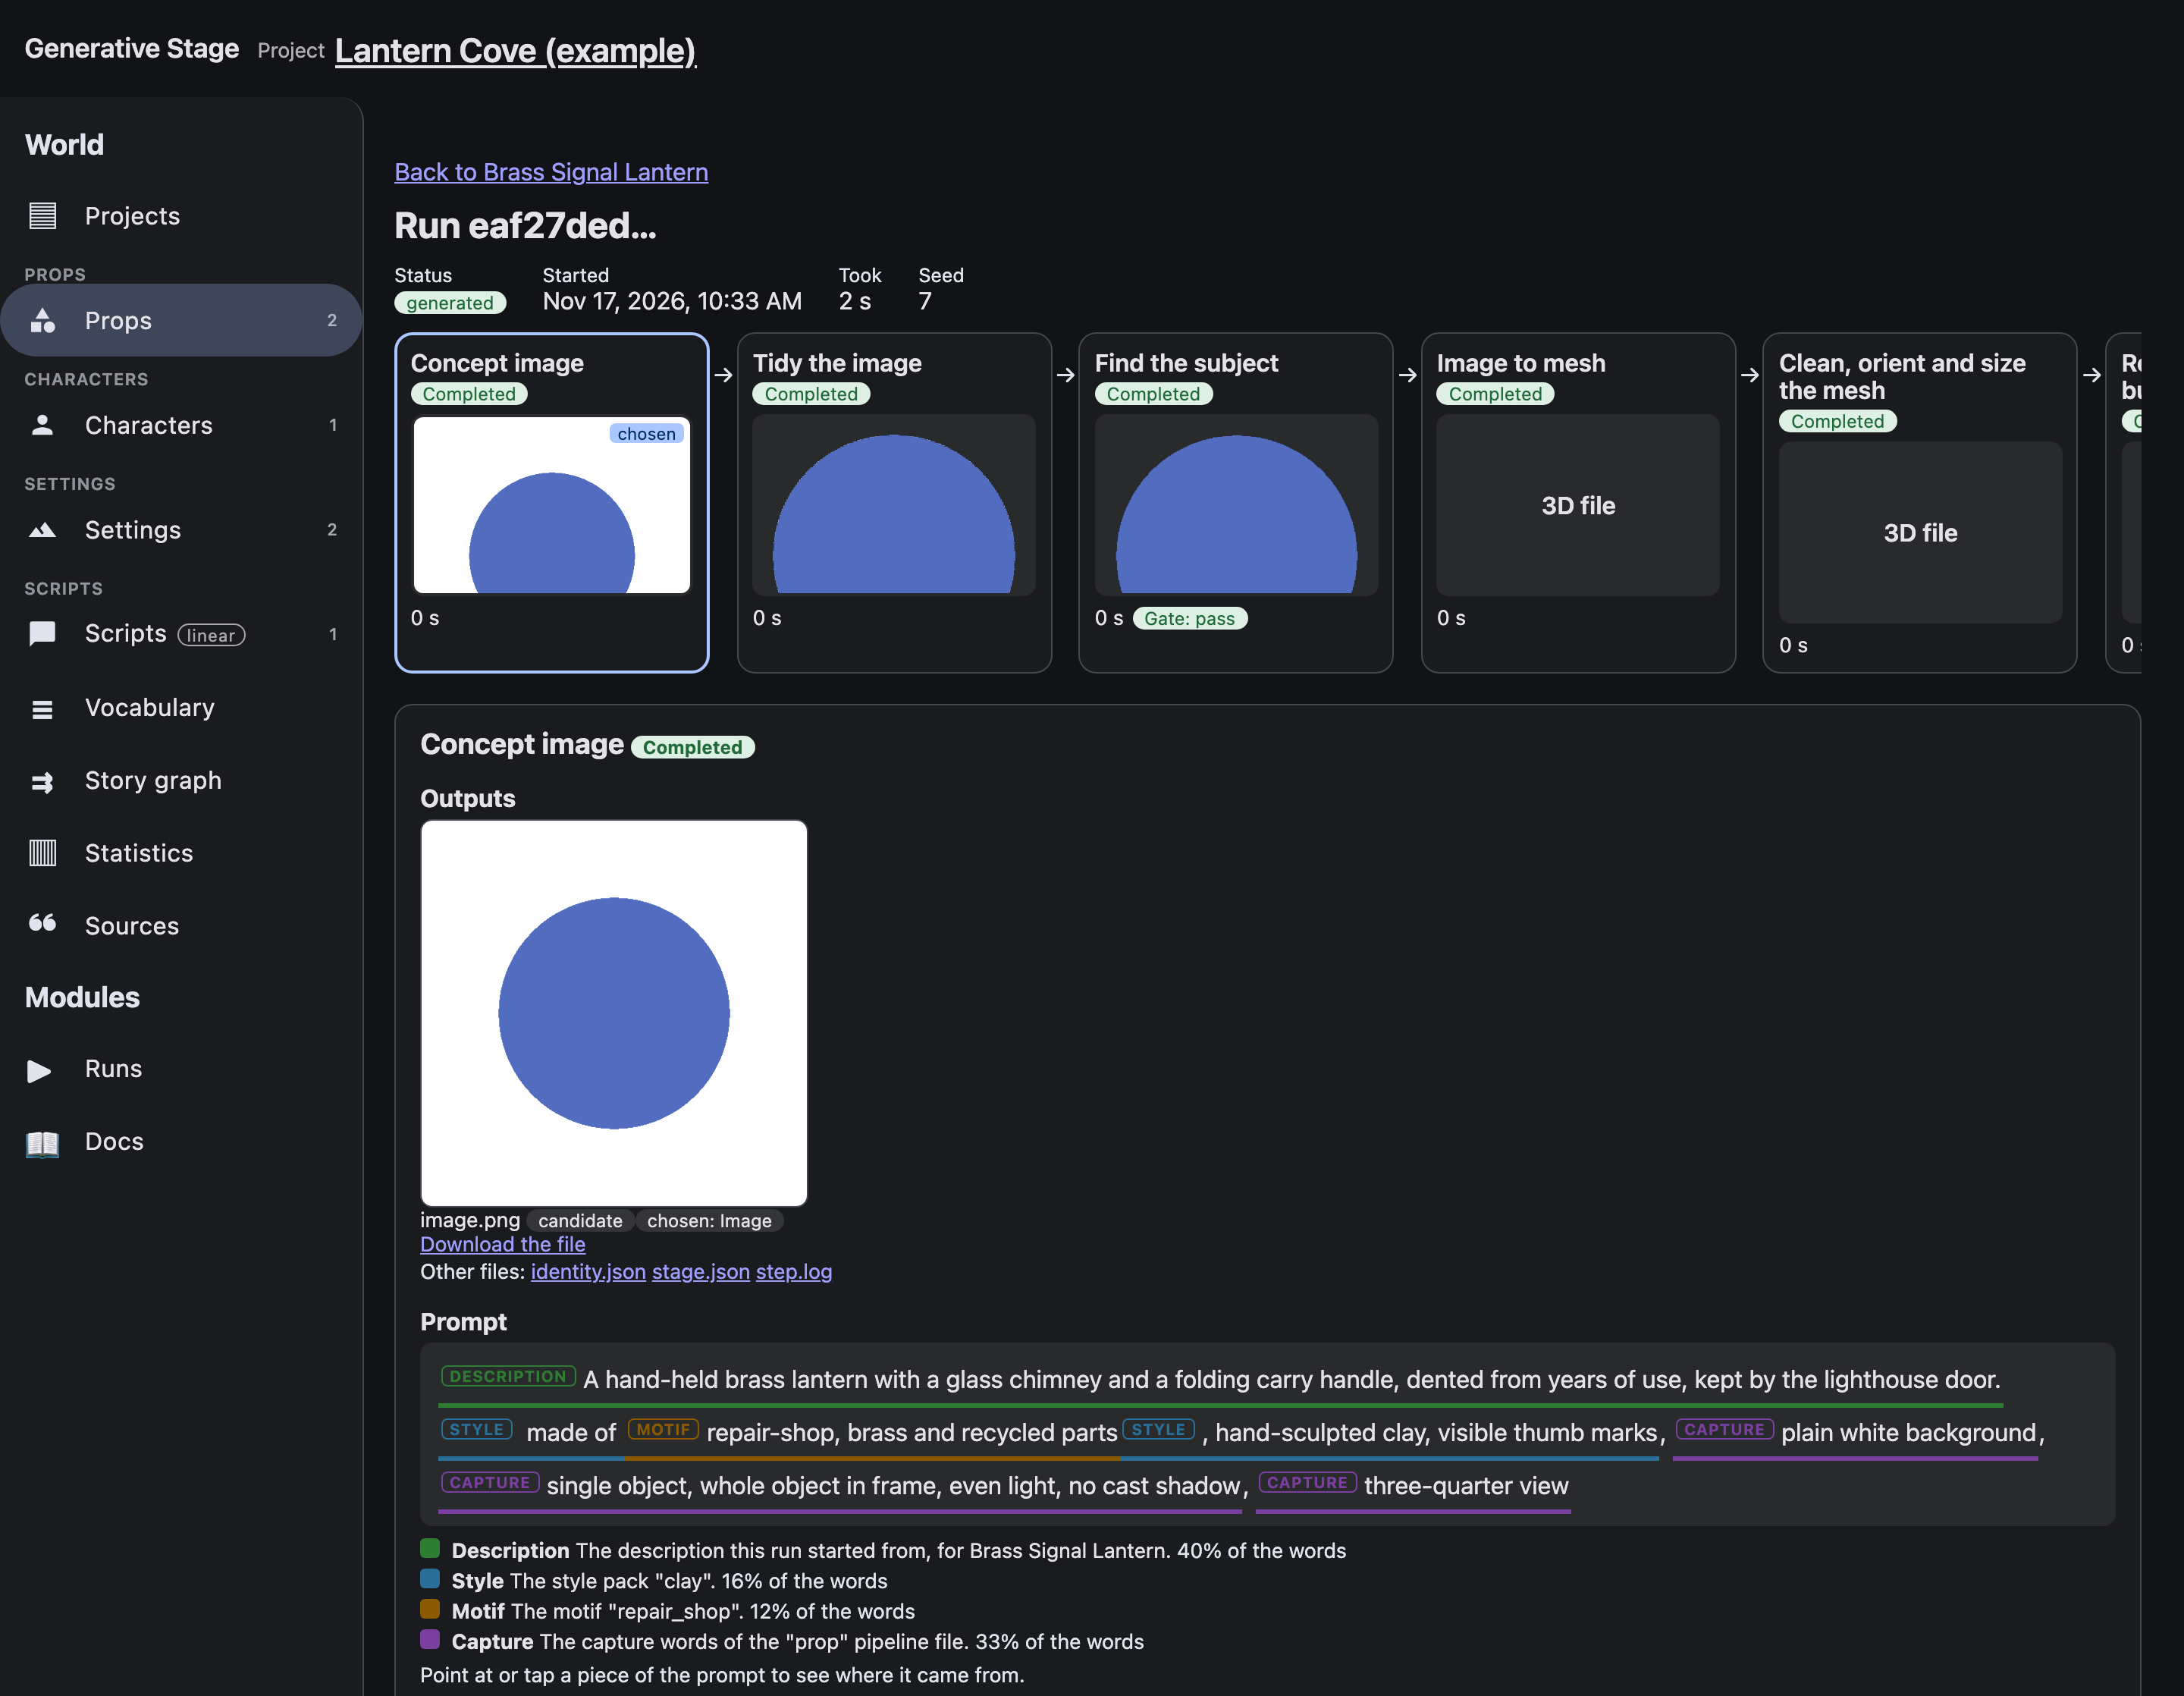 Generative Stage Project Lantern Cove (example)
World
Projects
PROPS
Props 2
CHARACTERS
Characters 1
SETTINGS
Settings 2
SCRIPTS
Scripts linear 1
Vocabulary
Story graph
Statistics
Sources
Modules
Runs
Docs
Back to Brass Signal Lantern
Run eaf27ded...
Status Started Took Seed
generated Nov 17, 2026, 10:33 AM 2 s 7
Concept image
Completed
chosen
0 s
Tidy the image
Completed
0 s
Find the subject
Completed
0 s Gate: pass
Image to mesh
Completed
3D file
0 s
Clean, orient and size
the mesh
Completed
3D file
0 s
Concept image Completed
Outputs
image.png candidate chosen: Image
Download the file
Other files: identity.json stage.json step.log
Prompt
DESCRIPTION A hand-held brass lantern with a glass chimney and a folding carry handle, dented from years of use, kept by the lighthouse door.
STYLE made of MOTIF repair-shop, brass and recycled parts STYLE , hand-sculpted clay, visible thumb marks, CAPTURE plain white background,
CAPTURE single object, whole object in frame, even light, no cast shadow, CAPTURE three-quarter view
Description The description this run started from, for Brass Signal Lantern. 40% of the words
Style The style pack "clay". 16% of the words
Motif The motif "repair_shop". 12% of the words
Capture The capture words of the "prop" pipeline file. 33% of the words
Point at or tap a piece of the prompt to see where it came from.